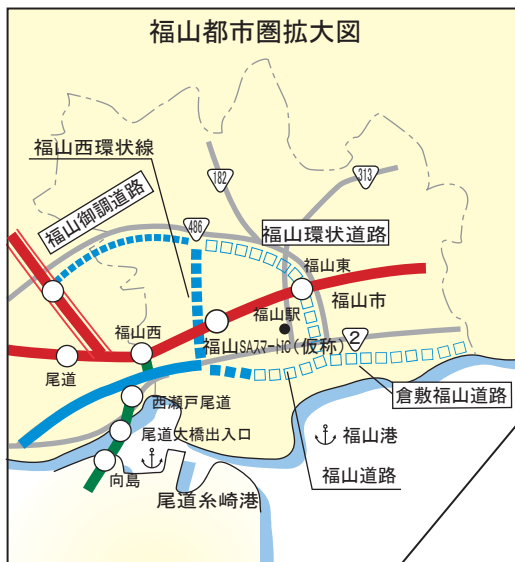 福山都市圏拡大図
福山西環状線
182
313
福山御調道路
486
福山環状道路
福山東
福山市
福山駅
福山西
福山SAスマートIC(仮称)
2
尾道
倉敷福山道路
西瀬戸尾道
尾道大橋出入口
福山港
向島
福山道路
尾道糸崎港